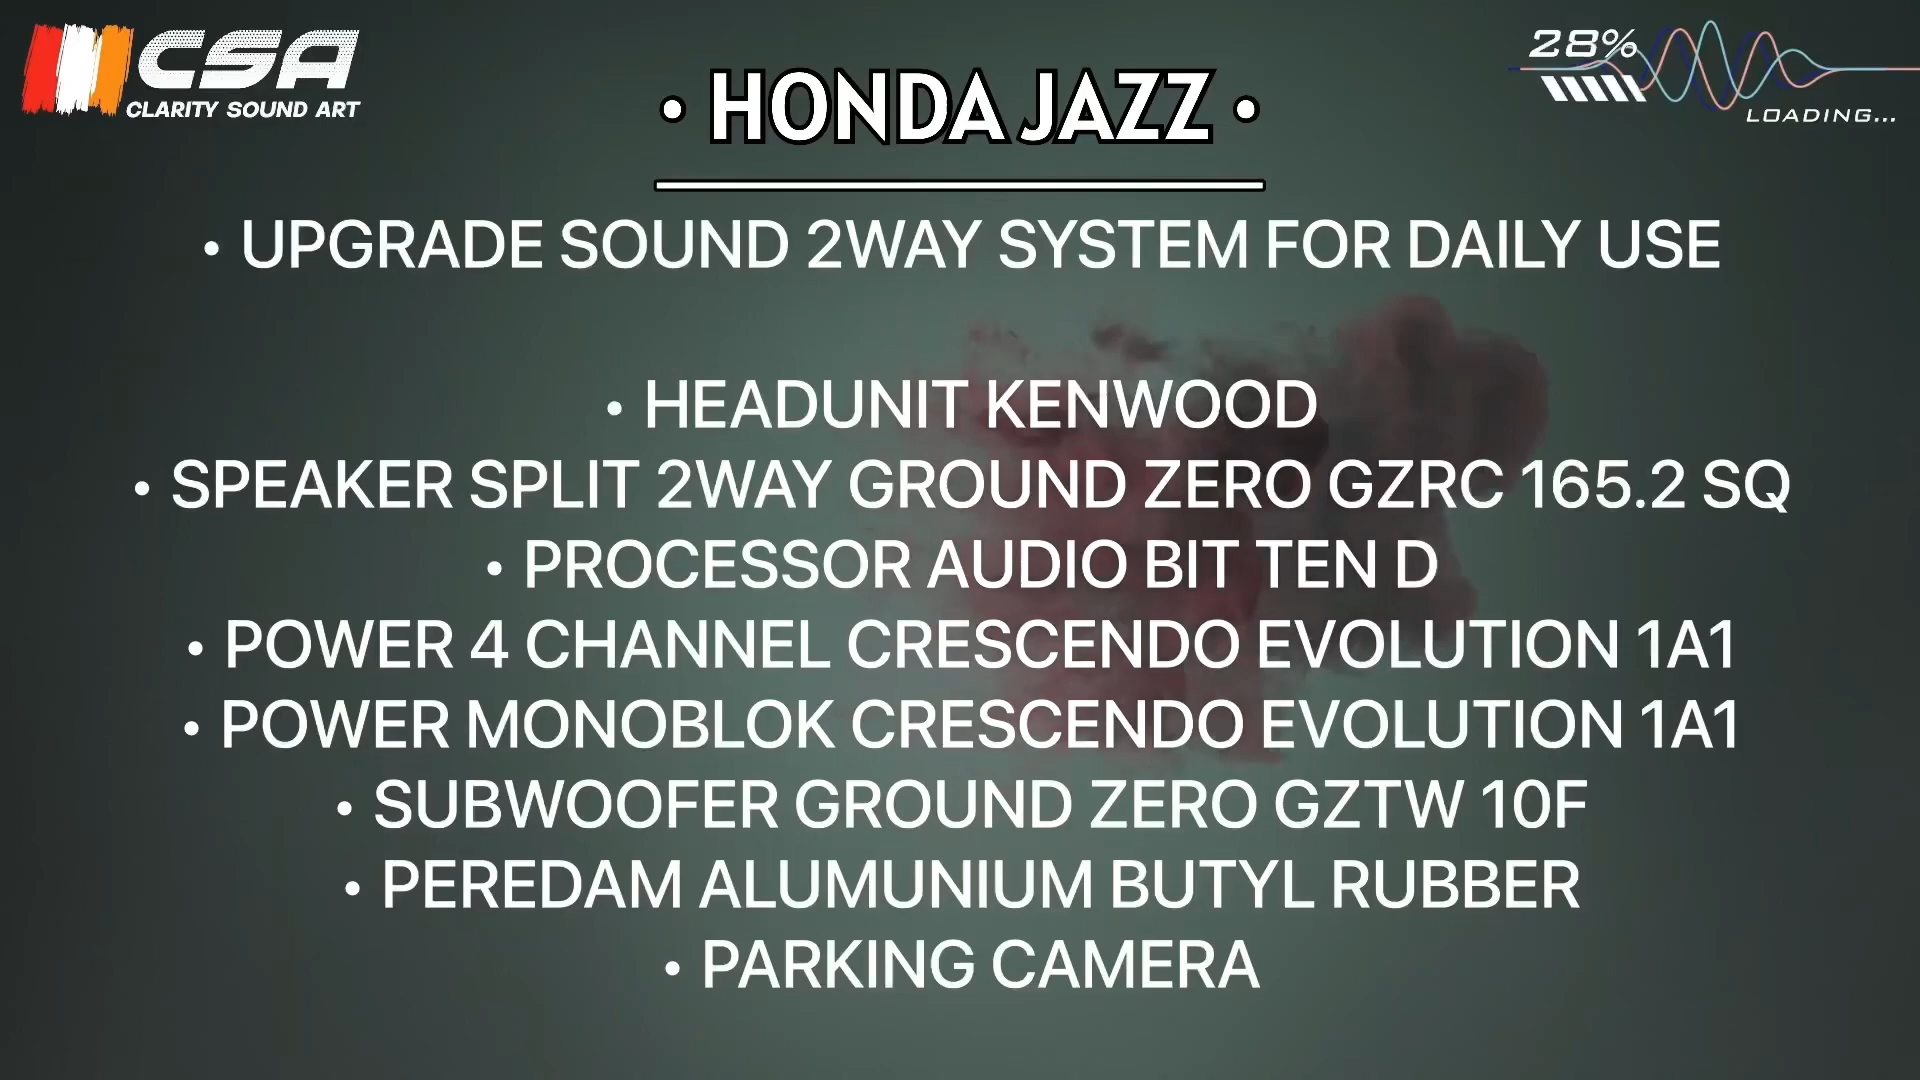 CSA
CLARITY SOUND ART
28%
LOADING...
• HONDA JAZZ •
• UPGRADE SOUND 2WAY SYSTEM FOR DAILY USE
• HEADUNIT KENWOOD
• SPEAKER SPLIT 2WAY GROUND ZERO GZRC 165.2 SQ
• PROCESSOR AUDIO BIT TEN D
• POWER 4 CHANNEL CRESCENDO EVOLUTION 1A1
• POWER MONOBLOK CRESCENDO EVOLUTION 1A1
• SUBWOOFER GROUND ZERO GZTW 10F
• PEREDAM ALUMUNIUM BUTYL RUBBER
• PARKING CAMERA